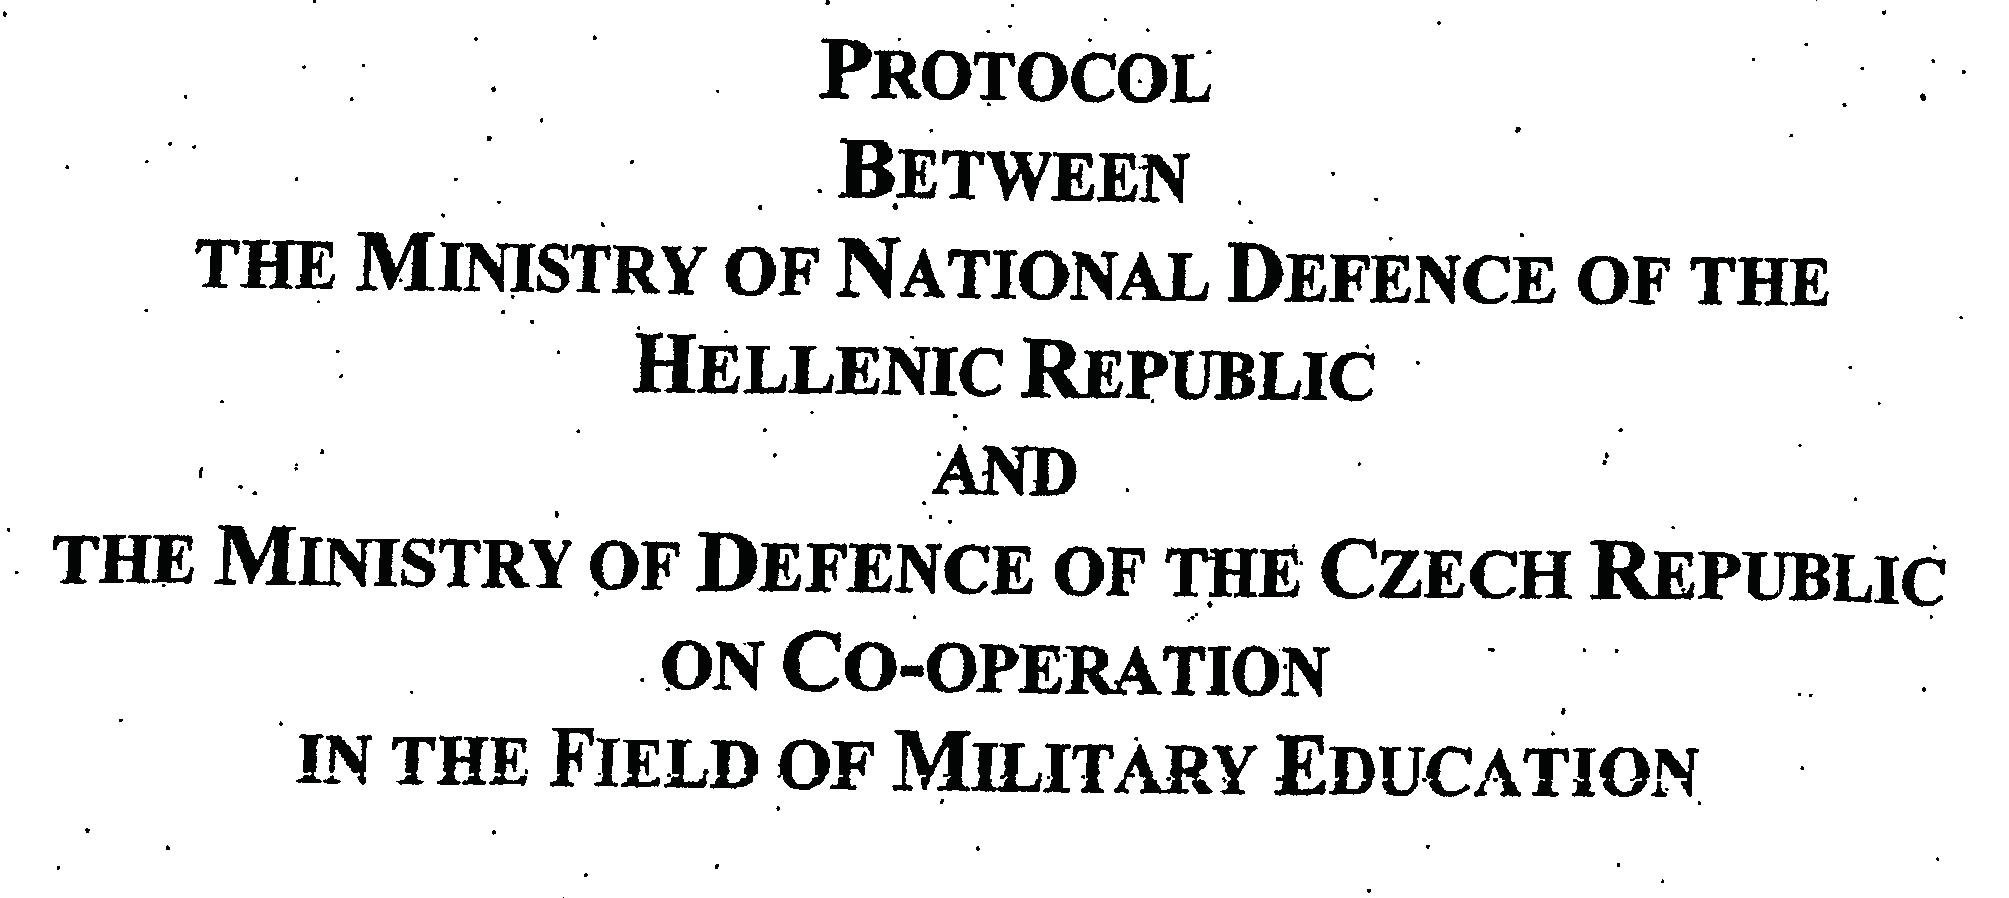 PROTOCOL
BETWEEN
THE MINISTRY OF NATIONAL DEFENCE OF THE
HELLENIC REPUBLIC
AND
THE MINISTRY OF DEFENCE OF THE CZECH REPUBLIC
ON CO-OPERATION
IN THE FIELD OF MILITARY EDUCATION